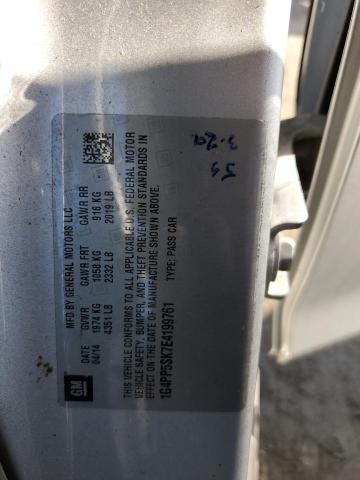 MFD BY GENERAL MOTORS LLC
DATE GVWR GAWR FRT GAWR RR
04/14 1974 KG 1058 KG 916 KG
4351 LB 2332 LB 2019 LB
THIS VEHICLE CONFORMS TO ALL APPLICABLE U.S. FEDERAL MOTOR
VEHICLE SAFETY, BUMPER, AND THEFT PREVENTION STANDARDS IN
EFFECT ON THE DATE OF MANUFACTURE SHOWN ABOVE.
1G4PP5SK7E4199761 TYPE: PASS CAR
GM